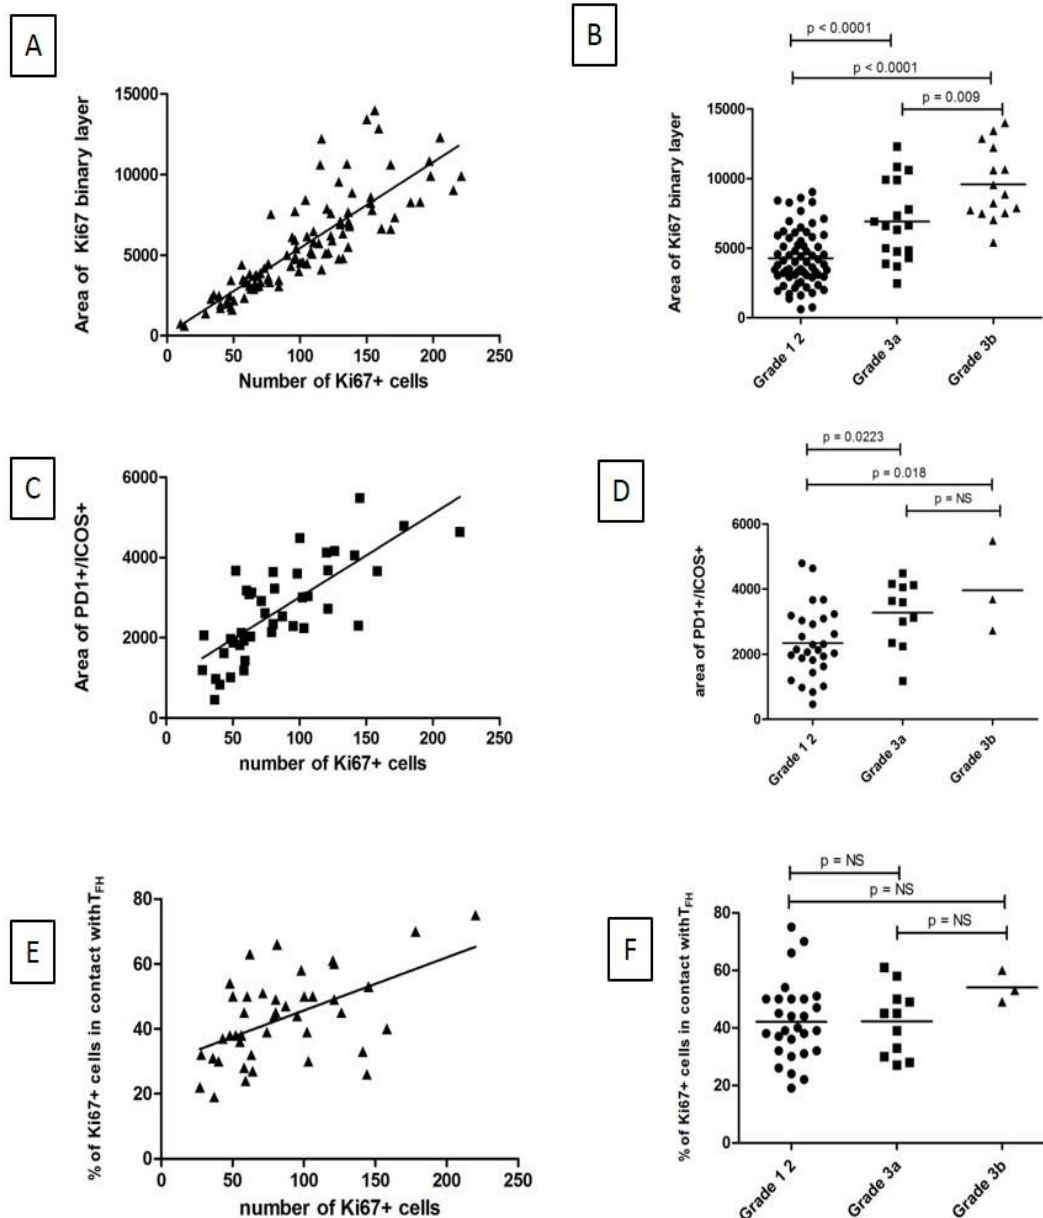 A
15000
10000
5000
0
Area of Ki67 binary layer
0 50 100 150 200 250
Number of Ki67+ cells
B
p < 0.0001
p < 0.0001
p = 0.009
15000
10000
5000
0
Area of Ki67 binary layer
Grade 1 2
Grade 3a
Grade 3b
C
6000
4000
2000
0
Area of PD1+/ICOS+
0 50 100 150 200 250
number of Ki67+ cells
D
p = 0.0223
p = 0.018
p = NS
6000
4000
2000
0
area of PD1+/ICOS+
Grade 1 2
Grade 3a
Grade 3b
E
80
60
40
20
0
% of Ki67+ cells in contact withTFH
0 50 100 150 200 250
number of Ki67+ cells
F
p = NS
p = NS
p = NS
80
60
40
20
0
% of Ki67+ cells in contact withTFH
Grade 1 2
Grade 3a
Grade 3b